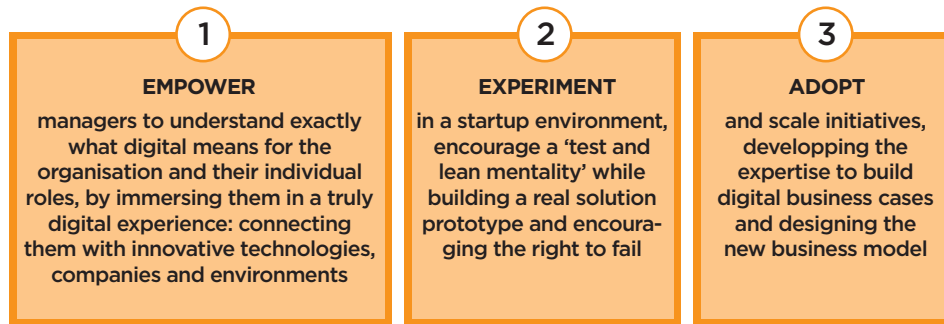 1
EMPOWER
managers to understand exactly
what digital means for the
organisation and their individual
roles, by immersing them in a truly
digital experience: connecting
them with innovative technologies,
companies and environments
2
EXPERIMENT
in a startup environment,
encourage a ‘test and
lean mentality’ while
building a real solution
prototype and encoura-
ging the right to fail
3
ADOPT
and scale initiatives,
developping the
expertise to build
digital business cases
and designing the
new business model